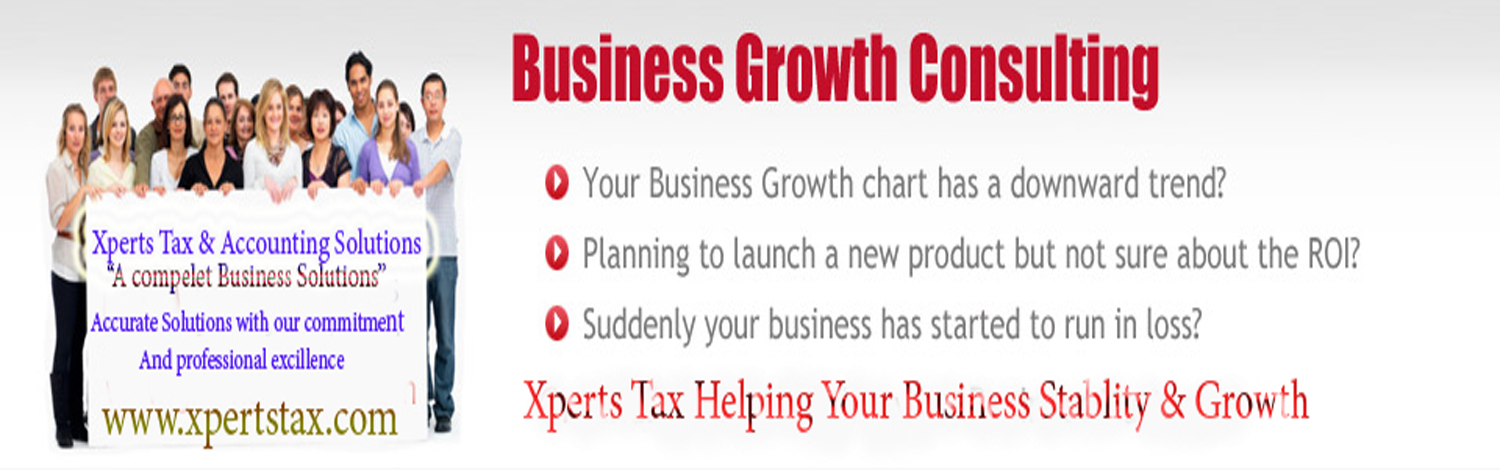 Business Growth Consulting
Your Business Growth chart has a downward trend?
Planning to launch a new product but not sure about the ROI?
Suddenly your business has started to run in loss?
Xperts Tax Helping Your Business Stablity & Growth
Xperts Tax & Accounting Solutions
"A compelet Business Solutions"
Accurate Solutions with our commitment
And professional excillence
www.xpertstax.com